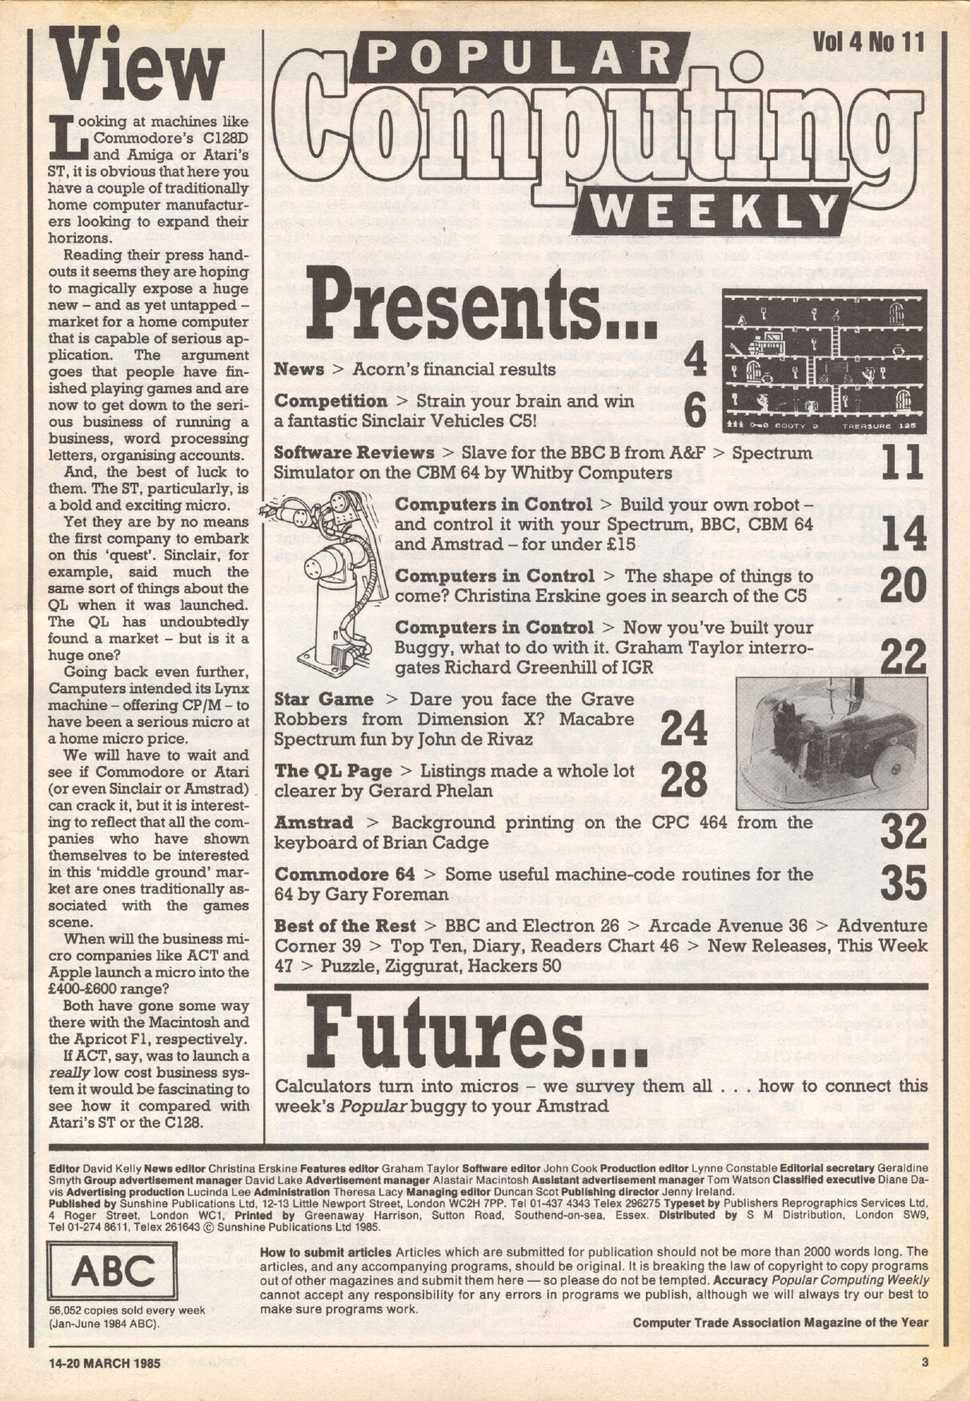 View
Looking at machines like
Commodore's C128D
and Amiga or Atari's
ST, it is obvious that here you
have a couple of traditionally
home computer manufactur-
ers looking to expand their
horizons.
Reading their press hand-
outs it seems they are hoping
to magically expose a huge
new – and as yet untapped –
market for a home computer
that is capable of serious ap-
plication. The argument
goes that people have fin-
ished playing games and are
now to get down to the seri-
ous business of running a
business, word processing
letters, organising accounts.
And, the best of luck to
them. The ST, particularly, is
a bold and exciting micro.
Yet they are by no means
the first company to embark
on this 'quest'. Sinclair, for
example, said much the
same sort of things about the
QL when it was launched.
The QL has undoubtedly
found a market – but is it a
huge one?
Going back even further,
Camputers intended its Lynx
machine – offering CP/M – to
have been a serious micro at
a home micro price.
We will have to wait and
see if Commodore or Atari
(or even Sinclair or Amstrad)
can crack it, but it is interest-
ing to reflect that all the com-
panies who have shown
themselves to be interested
in this 'middle ground' mar-
ket are ones traditionally as-
sociated with the games
scene.
When will the business mi-
cro companies like ACT and
Apple launch a micro into the
£400-£600 range?
Both have gone some way
there with the Macintosh and
the Apricot F1, respectively.
If ACT, say, was to launch a
really low cost business sys-
tem it would be fascinating to
see how it compared with
Atari's ST or the C128.
Vol 4 No 11
POPULAR
Computing
WEEKLY
Presents...
News > Acorn's financial results 4
Competition > Strain your brain and win
a fantastic Sinclair Vehicles C5! 6
BOOTY 0 TREASURE 125
Software Reviews > Slave for the BBC B from A&F > Spectrum
Simulator on the CBM 64 by Whitby Computers 11
Computers in Control > Build your own robot –
and control it with your Spectrum, BBC, CBM 64
and Amstrad – for under £15 14
Computers in Control > The shape of things to
come? Christina Erskine goes in search of the C5 20
Computers in Control > Now you've built your
Buggy, what to do with it. Graham Taylor interro-
gates Richard Greenhill of IGR 22
Star Game > Dare you face the Grave
Robbers from Dimension X? Macabre
Spectrum fun by John de Rivaz 24
The QL Page > Listings made a whole lot
clearer by Gerard Phelan 28
Amstrad > Background printing on the CPC 464 from the
keyboard of Brian Cadge 32
Commodore 64 > Some useful machine-code routines for the
64 by Gary Foreman 35
Best of the Rest > BBC and Electron 26 > Arcade Avenue 36 > Adventure
Corner 39 > Top Ten, Diary, Readers Chart 46 > New Releases, This Week
47 > Puzzle, Ziggurat, Hackers 50
Futures...
Calculators turn into micros – we survey them all . . . how to connect this
week's Popular buggy to your Amstrad
Editor David Kelly News editor Christina Erskine Features editor Graham Taylor Software editor John Cook Production editor Lynne Constable Editorial secretary Geraldine
Smyth Group advertisement manager David Lake Advertisement manager Alastair Macintosh Assistant advertisement manager Tom Watson Classified executive Diane Da-
vis Advertising production Lucinda Lee Administration Theresa Lacy Managing editor Duncan Scot Publishing director Jenny Ireland.
Published by Sunshine Publications Ltd, 12-13 Little Newport Street, London WC2H 7PP. Tel 01-437 4343 Telex 296275 Typeset by Publishers Reprographics Services Ltd,
4 Roger Street, London WC1, Printed by Greenaway Harrison, Sutton Road, Southend-on-sea, Essex. Distributed by S M Distribution, London SW9,
Tel 01-274 8611, Telex 261643 © Sunshine Publications Ltd 1985.
ABC
56,052 copies sold every week
(Jan-June 1984 ABC).
How to submit articles Articles which are submitted for publication should not be more than 2000 words long. The
articles, and any accompanying programs, should be original. It is breaking the law of copyright to copy programs
out of other magazines and submit them here — so please do not be tempted. Accuracy Popular Computing Weekly
cannot accept any responsibility for any errors in programs we publish, although we will always try our best to
make sure programs work.
Computer Trade Association Magazine of the Year
14-20 MARCH 1985
3